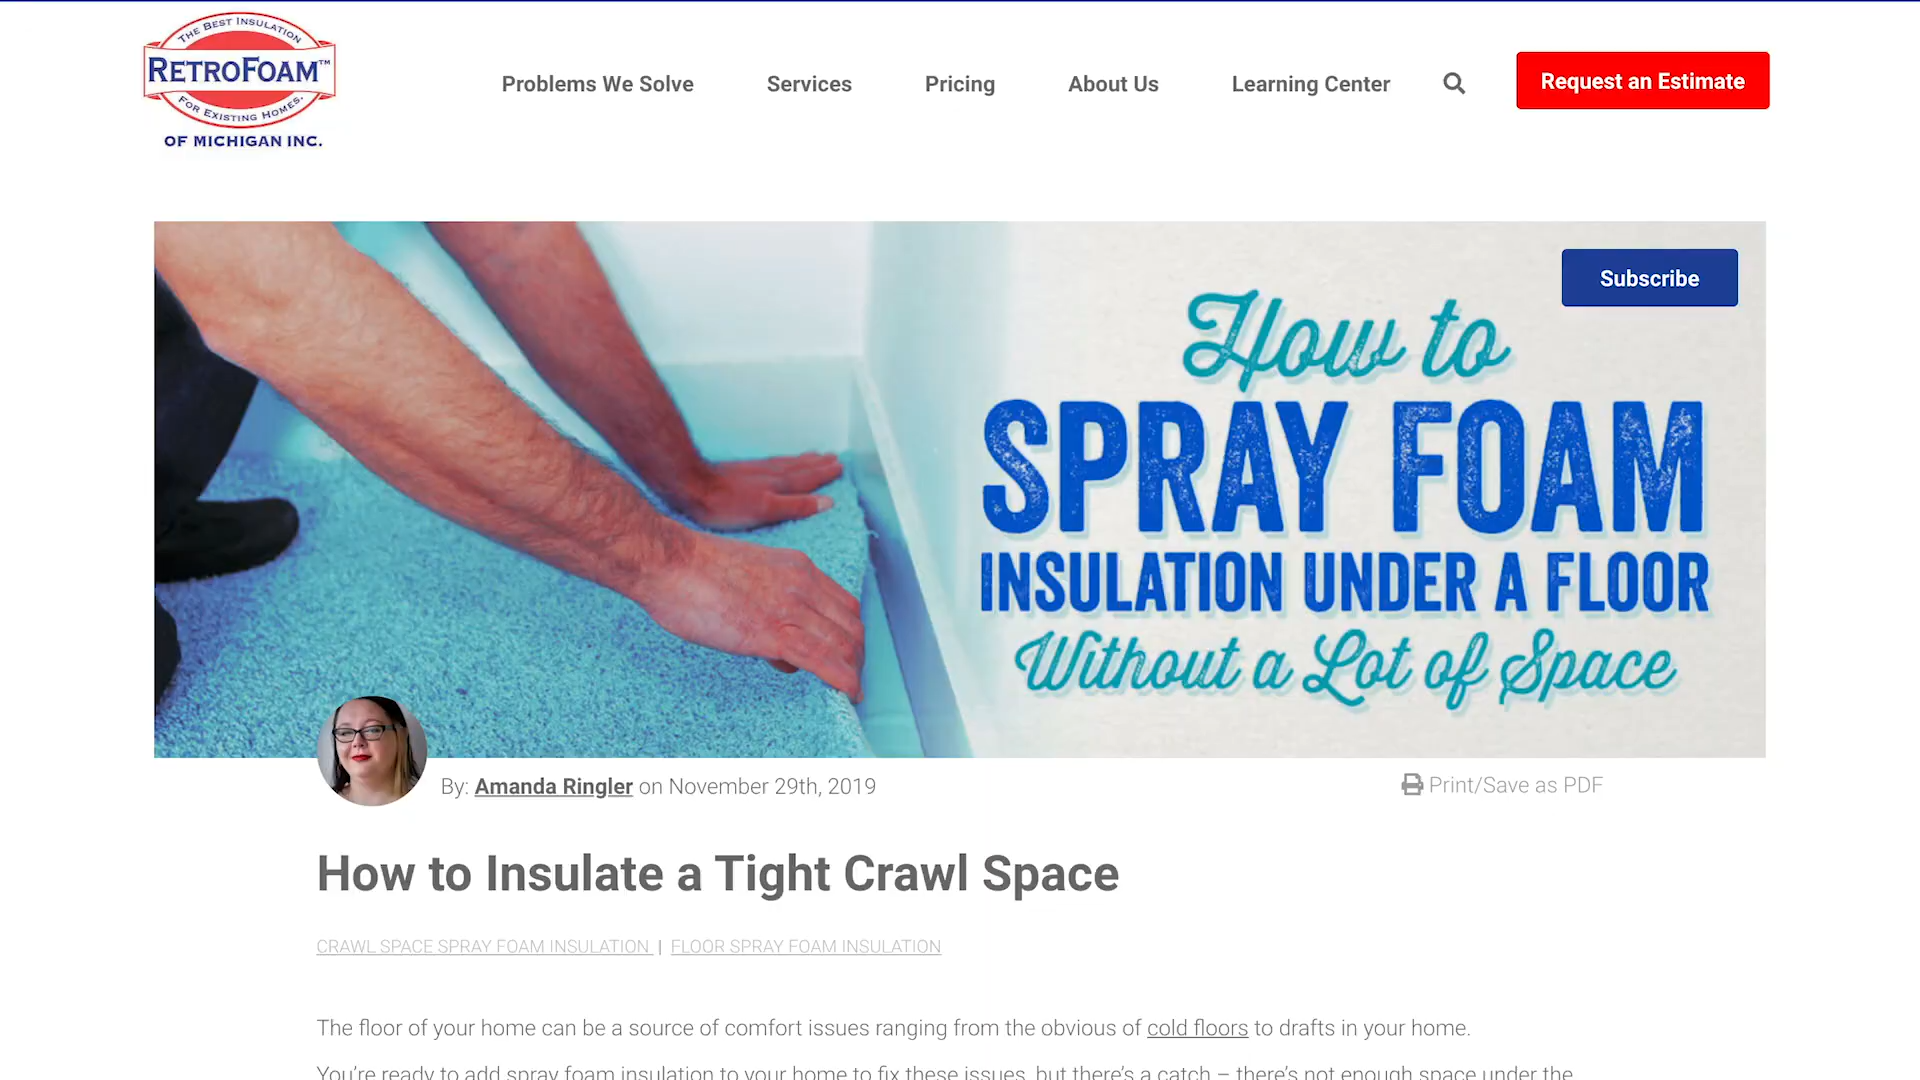 THE BEST INSULATION
RETROFOAM™
FOR EXISTING HOMES.
OF MICHIGAN INC.
Problems We Solve
Services
Pricing
About Us
Learning Center
Request an Estimate
Subscribe
How to
SPRAY FOAM
INSULATION UNDER A FLOOR
Without a Lot of Space
By: Amanda Ringler on November 29th, 2019
Print/Save as PDF
How to Insulate a Tight Crawl Space
CRAWL SPACE SPRAY FOAM INSULATION | FLOOR SPRAY FOAM INSULATION
The floor of your home can be a source of comfort issues ranging from the obvious of cold floors to drafts in your home.
You’re ready to add spray foam insulation to your home to fix these issues, but there’s a catch – there’s not enough space under the